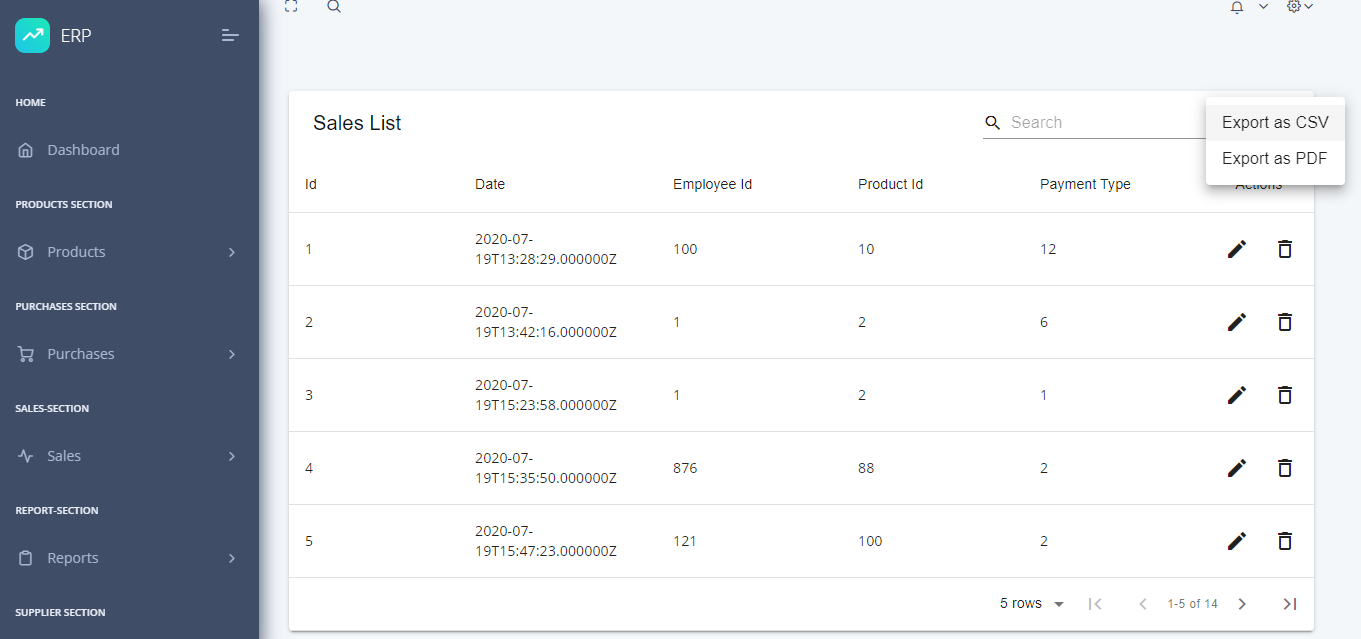 ERP
HOME
Dashboard
PRODUCTS SECTION
Products
PURCHASES SECTION
Purchases
SALES-SECTION
Sales
REPORT-SECTION
Reports
SUPPLIER SECTION
Sales List
Search
Export as CSV
Export as PDF
Id Date Employee Id Product Id Payment Type Actions
1 2020-07-19T13:28:29.000000Z 100 10 12
2 2020-07-19T13:42:16.000000Z 1 2 6
3 2020-07-19T15:23:58.000000Z 1 2 1
4 2020-07-19T15:35:50.000000Z 876 88 2
5 2020-07-19T15:47:23.000000Z 121 100 2
5 rows 1-5 of 14